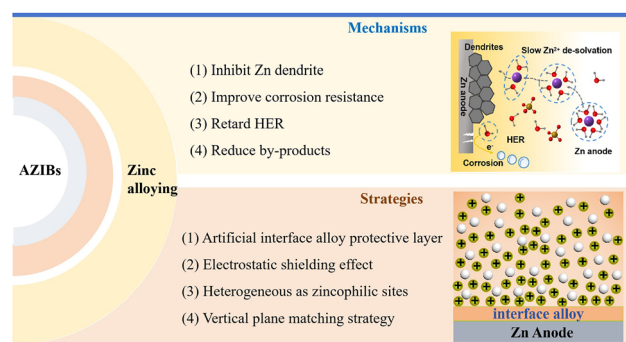 Mechanisms
(1) Inhibit Zn dendrite
(2) Improve corrosion resistance
(3) Retard HER
(4) Reduce by-products
Dendrites
Slow Zn²⁺ de-solvation
Zn anode
HER
e⁻
Corrosion
Zn anode
AZIBs
Zinc
alloying
Strategies
(1) Artificial interface alloy protective layer
(2) Electrostatic shielding effect
(3) Heterogeneous as zincophilic sites
(4) Vertical plane matching strategy
interface alloy
Zn Anode